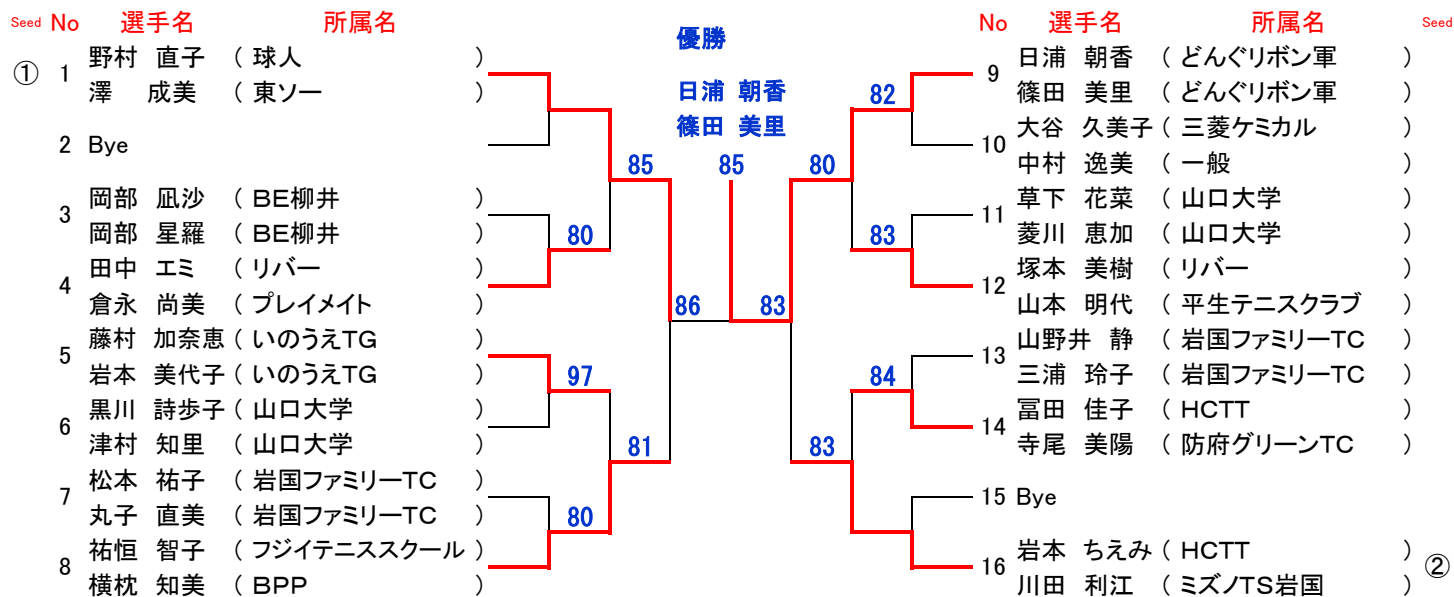 Seed No 選手名 所属名
① 1 野村 直子 ( 球人 )
澤 成美 ( 東ソー )
2 Bye
3 岡部 凪沙 ( BE柳井 )
岡部 星羅 ( BE柳井 )
4 田中 エミ ( リバー )
倉永 尚美 ( プレイメイト )
5 藤村 加奈恵 ( いのうえTG )
岩本 美代子 ( いのうえTG )
6 黒川 詩歩子 ( 山口大学 )
津村 知里 ( 山口大学 )
7 松本 祐子 ( 岩国ファミリーTC )
丸子 直美 ( 岩国ファミリーTC )
8 祐恒 智子 ( フジイテニススクール )
横枕 知美 ( BPP )
80
97
80
85
81
86
優勝
日浦 朝香
篠田 美里
85
83
80
83
82
83
84
No 選手名 所属名 Seed
9 日浦 朝香 ( どんぐリボン軍 )
篠田 美里 ( どんぐリボン軍 )
10 大谷 久美子 ( 三菱ケミカル )
中村 逸美 ( 一般 )
11 草下 花菜 ( 山口大学 )
菱川 恵加 ( 山口大学 )
12 塚本 美樹 ( リバー )
山本 明代 ( 平生テニスクラブ )
13 山野井 静 ( 岩国ファミリーTC )
三浦 玲子 ( 岩国ファミリーTC )
14 冨田 佳子 ( HCTT )
寺尾 美陽 ( 防府グリーンTC )
15 Bye
16 岩本 ちえみ ( HCTT ) ②
川田 利江 ( ミズノTS岩国 )